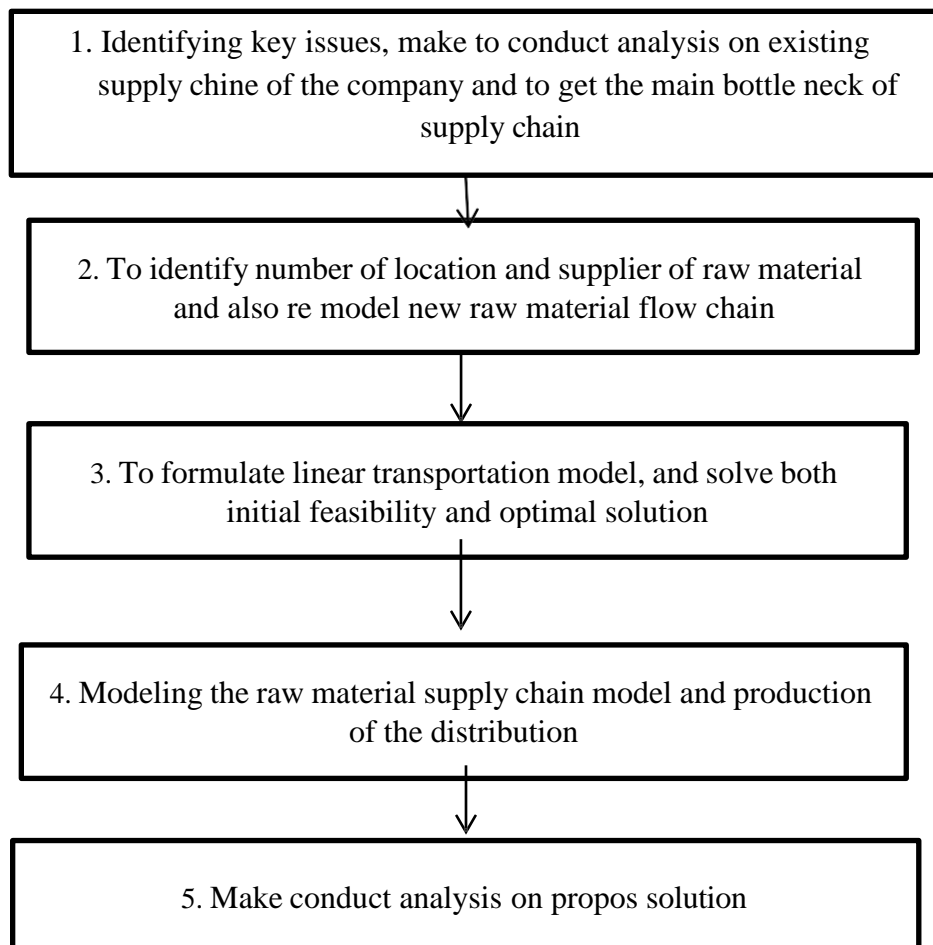 1. Identifying key issues, make to conduct analysis on existing
supply chine of the company and to get the main bottle neck of
supply chain
2. To identify number of location and supplier of raw material
and also re model new raw material flow chain
3. To formulate linear transportation model, and solve both
initial feasibility and optimal solution
4. Modeling the raw material supply chain model and production
of the distribution
5. Make conduct analysis on propos solution